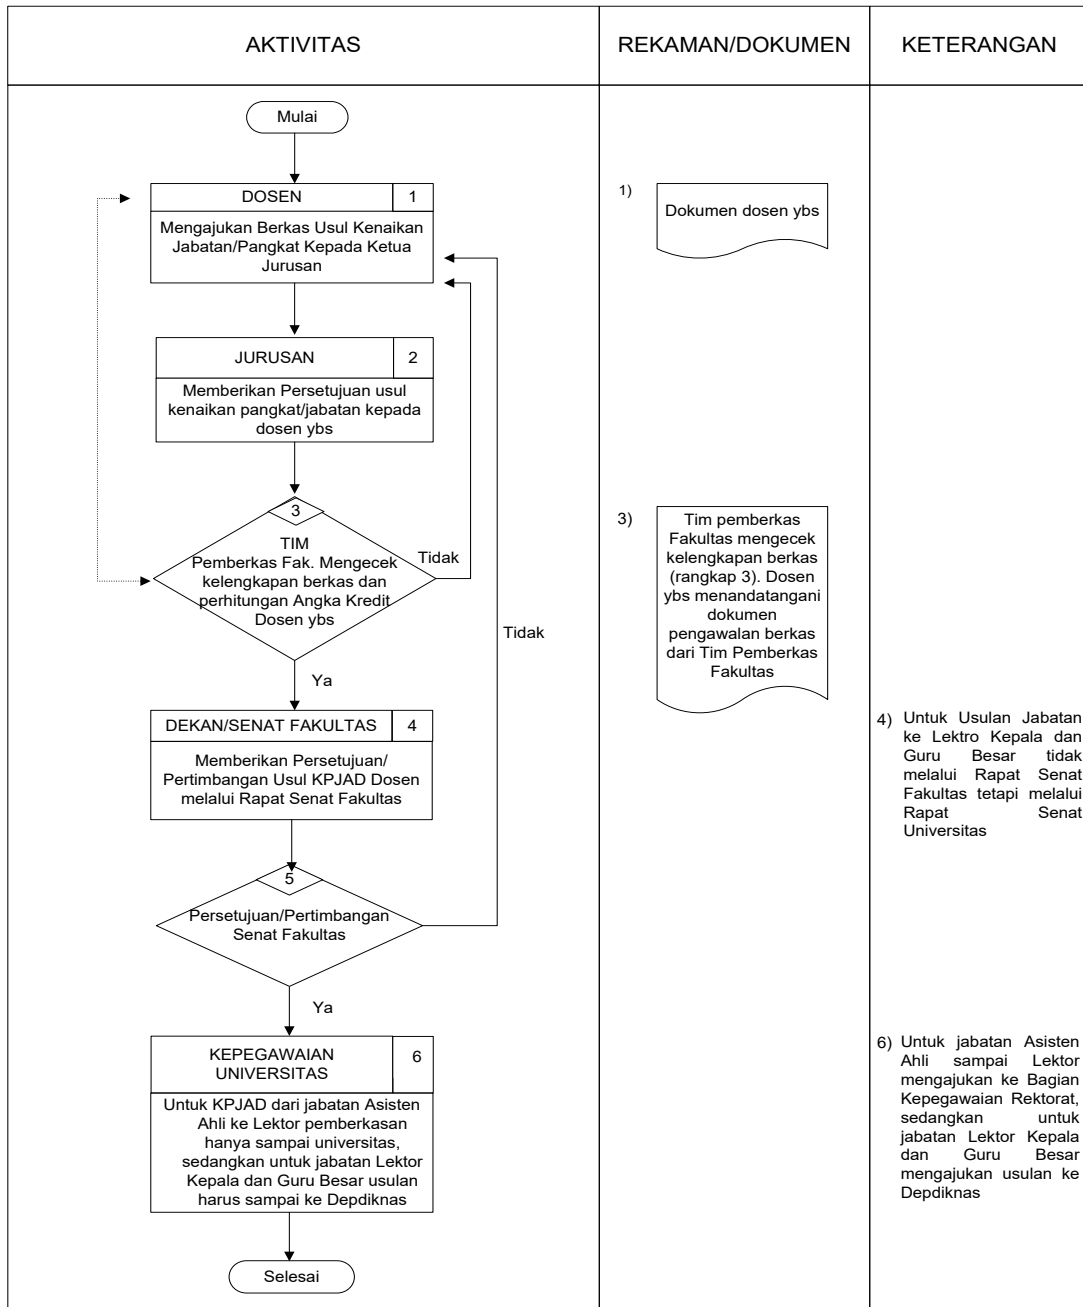 AKTIVITAS
REKAMAN/DOKUMEN
KETERANGAN
Mulai
DOSEN
1
Mengajukan Berkas Usul Kenaikan
Jabatan/Pangkat Kepada Ketua
Jurusan
1)
Dokumen dosen ybs
JURUSAN
2
Memberikan Persetujuan usul
kenaikan pangkat/jabatan kepada
dosen ybs
3
TIM
Pemberkas Fak. Mengecek
kelengkapan berkas dan
perhitungan Angka Kredit
Dosen ybs
Tidak
Ya
Tidak
3)
Tim pemberkas
Fakultas mengecek
kelengkapan berkas
(rangkap 3). Dosen
ybs menandatangani
dokumen
pengawalan berkas
dari Tim Pemberkas
Fakultas
DEKAN/SENAT FAKULTAS
4
Memberikan Persetujuan/
Pertimbangan Usul KPJAD Dosen
melalui Rapat Senat Fakultas
4)
Untuk Usulan Jabatan
ke Lektro Kepala dan
Guru Besar tidak
melalui Rapat Senat
Fakultas tetapi melalui
Rapat Senat
Universitas
5
Persetujuan/Pertimbangan
Senat Fakultas
Ya
KEPEGAWAIAN
UNIVERSITAS
6
Untuk KPJAD dari jabatan Asisten
Ahli ke Lektor pemberkasan
hanya sampai universitas,
sedangkan untuk jabatan Lektor
Kepala dan Guru Besar usulan
harus sampai ke Depdiknas
6)
Untuk jabatan Asisten
Ahli sampai Lektor
mengajukan ke Bagian
Kepegawaian Rektorat,
sedangkan untuk
jabatan Lektor Kepala
dan Guru Besar
mengajukan usulan ke
Depdiknas
Selesai